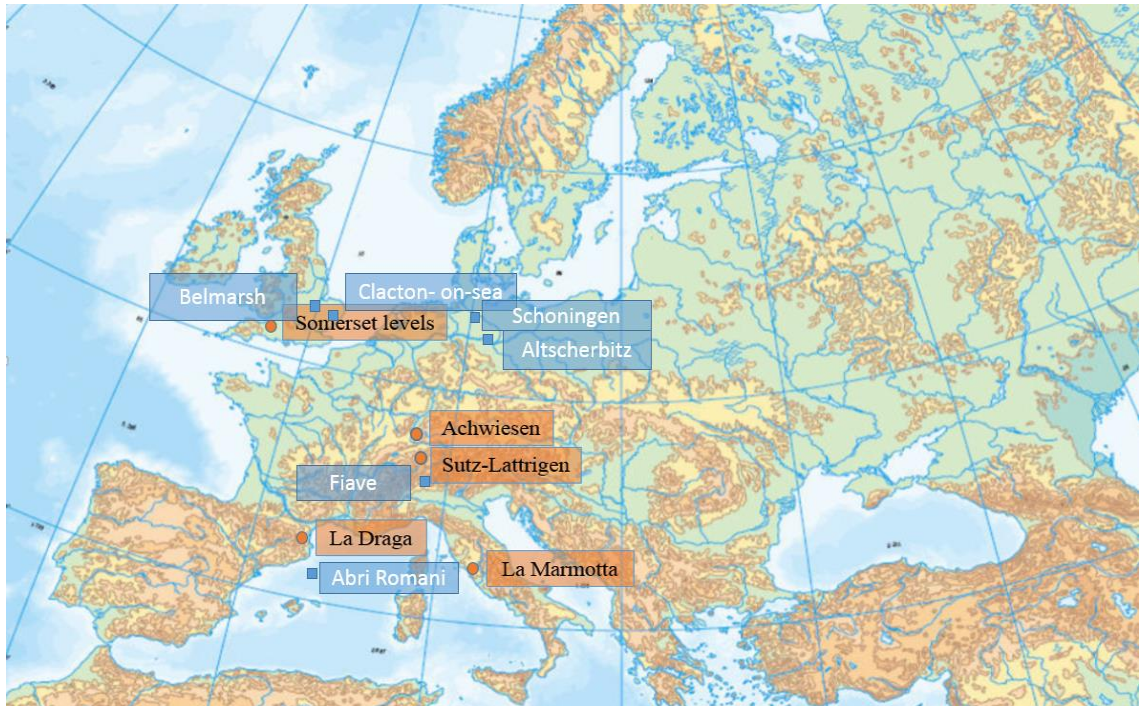 Belmarsh
Clacton- on-sea
Somerset levels
Schoningen
Altscherbitz
Achwiesen
Sutz-Lattrigen
Fiave
La Draga
Abri Romani
La Marmotta